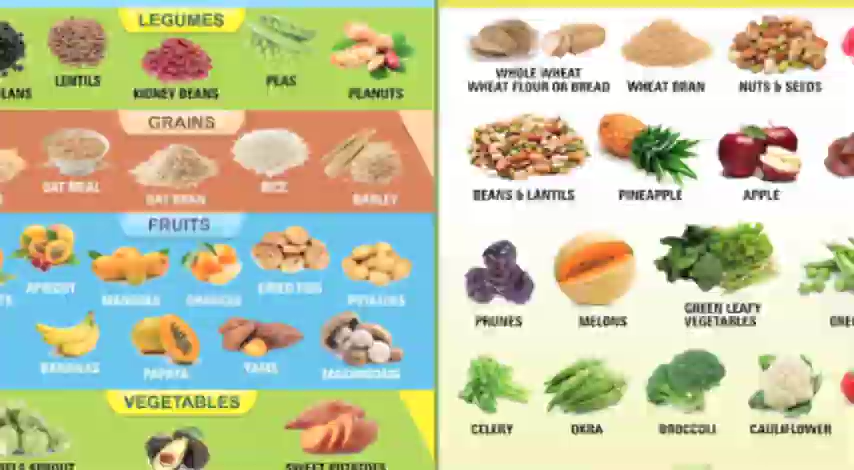 LEGUMES
LENTILS
KIDNEY BEANS
PEAS
PEANUTS
GRAINS
OAT MEAL
OAT BRAN
RICE
BARLEY
FRUITS
APRICOT
MANGOES
ORANGES
DRIED FIGS
POTATOES
BANANAS
PAPAYA
YAMS
MUSHROOMS
VEGETABLES
SPROUT
SWEET POTATOES
WHOLE WHEAT
WHEAT FLOUR OR BREAD
WHEAT BRAN
NUTS & SEEDS
BEANS & LANTILS
PINEAPPLE
APPLE
PRUNES
MELONS
GREEN LEAFY
VEGETABLES
CELERY
OKRA
BROCCOLI
CAULIFLOWER